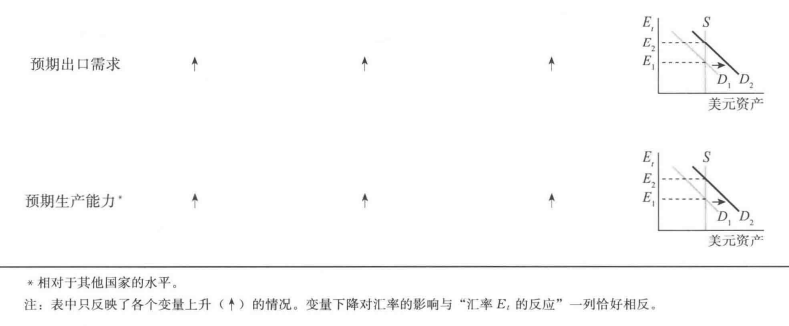 E_t S
E_2
预期出口需求 ↑ ↑ ↑ E_1
D_1 D_2
美元资产
E_t S
E_2
预期生产能力* ↑ ↑ ↑ E_1
D_1 D_2
美元资产
*相对于其他国家的水平。
注：表中只反映了各个变量上升（↑）的情况。变量下降对汇率的影响与“汇率 E_t 的反应”一列恰好相反。